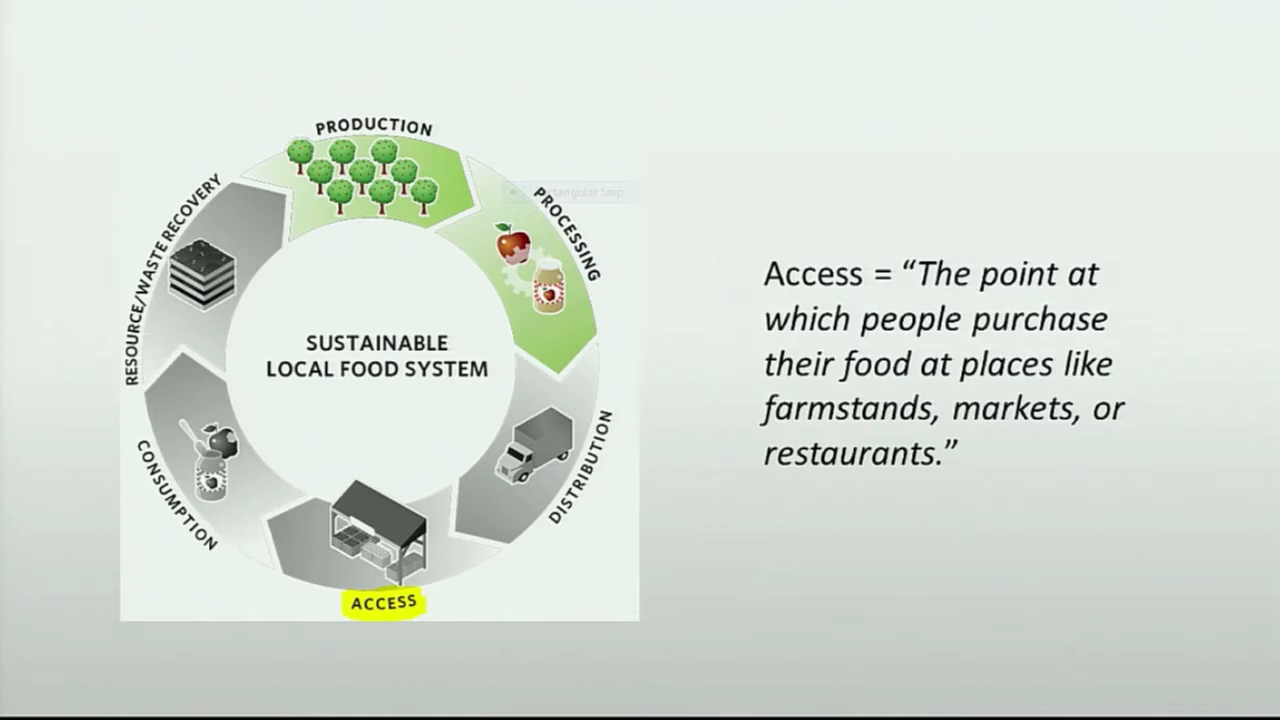 PRODUCTION
PROCESSING
DISTRIBUTION
ACCESS
CONSUMPTION
RESOURCE/WASTE RECOVERY
SUSTAINABLE
LOCAL FOOD SYSTEM
Access = “The point at
which people purchase
their food at places like
farmstands, markets, or
restaurants.”